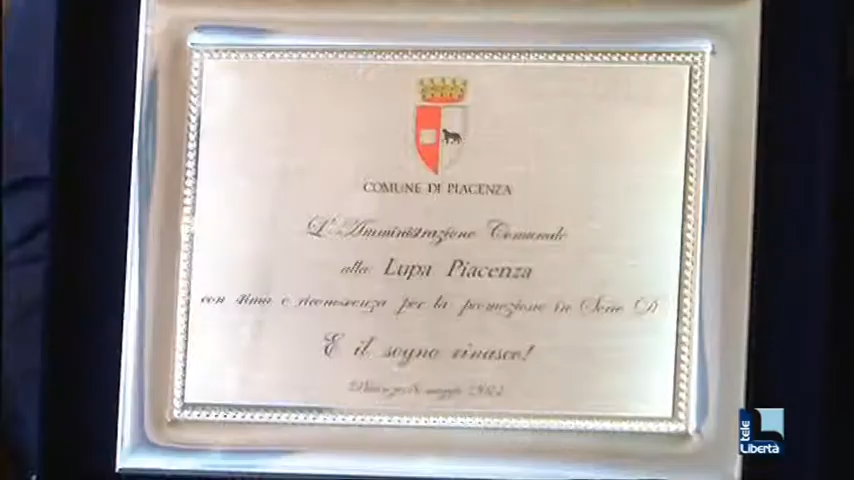 COMUNE DI PIACENZA
L'Amministrazione Comunale
alla Lupa Piacenza
con stima e riconoscenza per la promozione in Serie D
E il sogno rinasce!
maggio
tele
Libertà